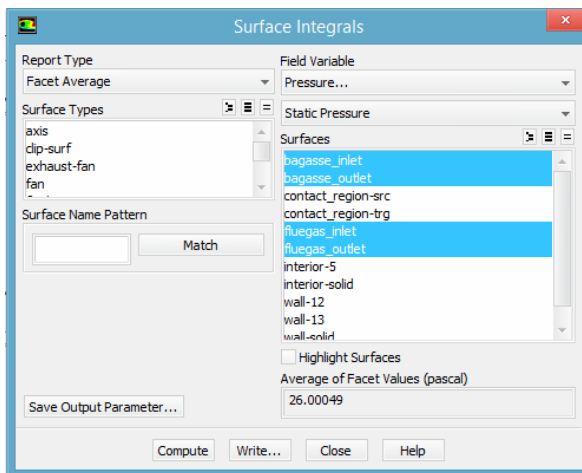 Surface Integrals
Report Type
Facet Average
Surface Types
axis
clip-surf
exhaust-fan
fan
Surface Name Pattern
Match
Save Output Parameter...
Field Variable
Pressure...
Static Pressure
Surfaces
bagasse_inlet
bagasse_outlet
contact_region-src
contact_region-trg
fluegas_inlet
fluegas_outlet
interior-5
interior-solid
wall-12
wall-13
wall-solid
Highlight Surfaces
Average of Facet Values (pascal)
26.00049
Compute Write... Close Help